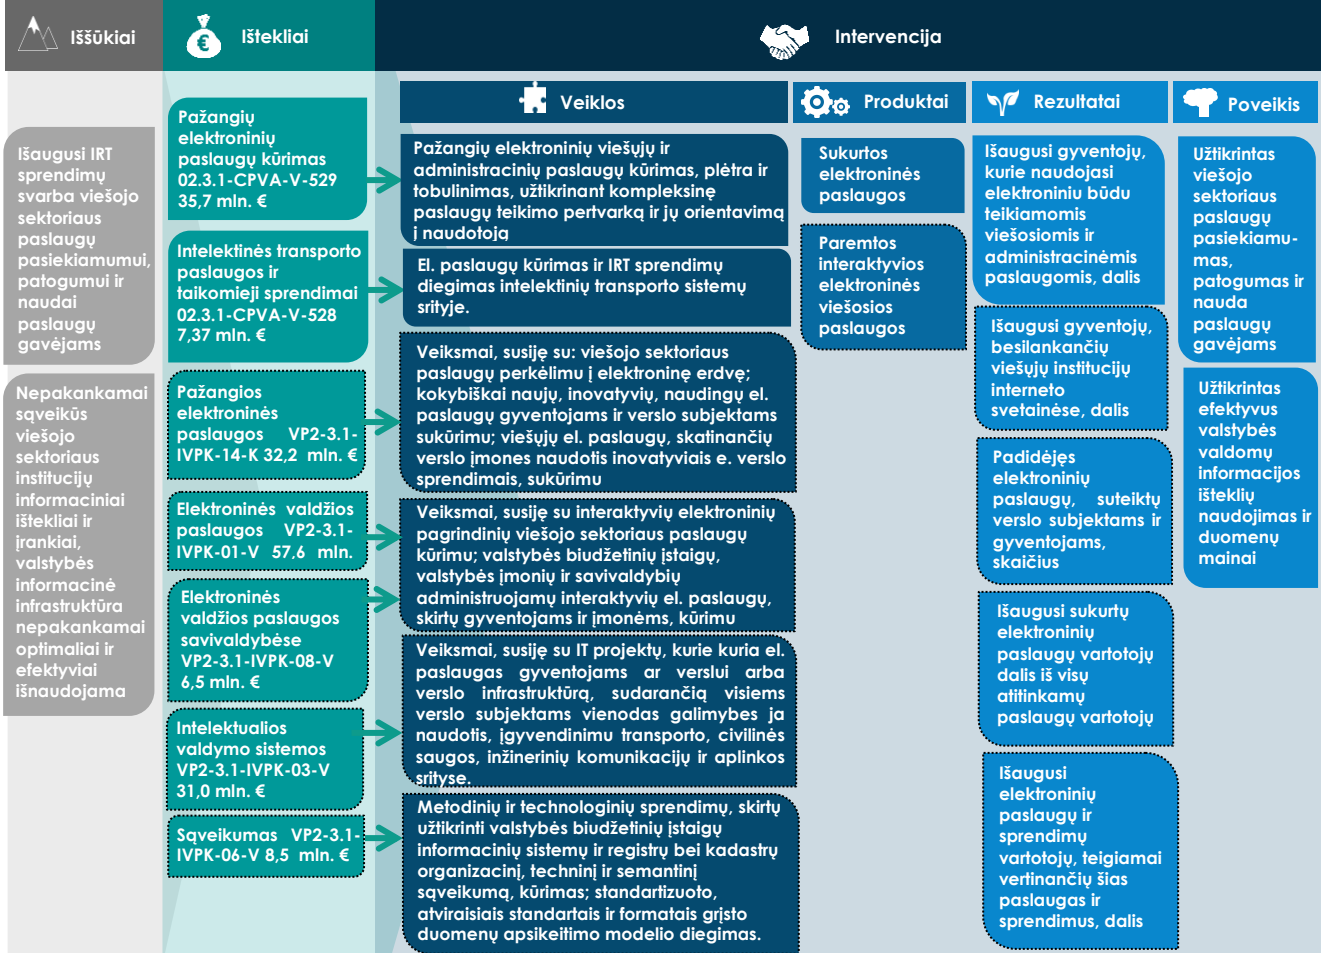 Iššūkiai
Ištekliai
Intervencija
Veiklos
Produktai
Rezultatai
Poveikis
Išaugusi IRT
sprendimų
svarba viešojo
sektoriaus
paslaugų
pasiekiamumui,
patogumui ir
naudai
paslaugų
gavėjams
Nepakankamai
sąveikūs
viešojo
sektoriaus
institucijų
informaciniai
ištekliai ir
įrankiai,
valstybės
informacinė
infrastruktūra
nepakankamai
optimaliai ir
efektyviai
išnaudojama
Pažangių
elektroninių
paslaugų kūrimas
02.3.1-CPVA-V-529
35,7 mln. €
Intelektinės transporto
paslaugos ir
taikomieji sprendimai
02.3.1-CPVA-V-528
7,37 mln. €
Pažangios
elektroninės
paslaugos VP2-3.1-
IVPK-14-K 32,2 mln. €
Elektroninės valdžios
paslaugos VP2-3.1-
IVPK-01-V 57,6 mln.
Elektroninės
valdžios paslaugos
savivaldybėse
VP2-3.1-IVPK-08-V
6,5 mln. €
Intelektualios
valdymo sistemos
VP2-3.1-IVPK-03-V
31,0 mln. €
Sąveikumas VP2-3.1-
IVPK-06-V 8,5 mln. €
Pažangių elektroninių viešųjų ir
administracinių paslaugų kūrimas, plėtra ir
tobulinimas, užtikrinant kompleksinę
paslaugų teikimo pertvarką ir jų orientavimą
į naudotoją
El. paslaugų kūrimas ir IRT sprendimų
diegimas intelektinių transporto sistemų
srityje.
Veiksmai, susiję su: viešojo sektoriaus
paslaugų perkėlimu į elektroninę erdvę;
kokybiškai naujų, inovatyvių, naudingų el.
paslaugų gyventojams ir verslo subjektams
sukūrimu; viešųjų el. paslaugų, skatinančių
verslo įmones naudotis inovatyviais e. verslo
sprendimais, sukūrimu
Veiksmai, susiję su interaktyvių elektroninių
pagrindinių viešojo sektoriaus paslaugų
kūrimu; valstybės biudžetinių įstaigų,
valstybės įmonių ir savivaldybių
administruojamų interaktyvių el. paslaugų,
skirtų gyventojams ir įmonėms, kūrimu
Veiksmai, susiję su IT projektų, kurie kuria el.
paslaugas gyventojams ar verslui arba
verslo infrastruktūrą, sudarančią visiems
verslo subjektams vienodas galimybes ja
naudotis, įgyvendinimu transporto, civilinės
saugos, inžinerinių komunikacijų ir aplinkos
srityse.
Metodinių ir technologinių sprendimų, skirtų
užtikrinti valstybės biudžetinių įstaigų
informacinių sistemų ir registrų bei kadastrų
organizacinį, techninį ir semantinį
sąveikumą, kūrimas; standartizuoto,
atviraisiais standartais ir formatais grįsto
duomenų apsikeitimo modelio diegimas.
Sukurtos
elektroninės
paslaugos
Paremtos
interaktyvios
elektroninės
viešosios
paslaugos
Išaugusi gyventojų,
kurie naudojasi
elektroniniu būdu
teikiamomis
viešosiomis ir
administracinėmis
paslaugomis, dalis
Išaugusi gyventojų,
besilankančių
viešųjų institucijų
interneto
svetainėse, dalis
Padidėjęs
elektroninių
paslaugų, suteiktų
verslo subjektams ir
gyventojams,
skaičius
Išaugusi sukurtų
elektroninių
paslaugų vartotojų
dalis iš visų
atitinkamų
paslaugų vartotojų
Išaugusi
elektroninių
paslaugų ir
sprendimų
vartotojų, teigiamai
vertinančių šias
paslaugas ir
sprendimus, dalis
Užtikrintas
viešojo
sektoriaus
paslaugų
pasiekiamu-
mas,
patogumas ir
nauda
paslaugų
gavėjams
Užtikrintas
efektyvus
valstybės
valdomų
informacijos
išteklių
naudojimas ir
duomenų
mainai